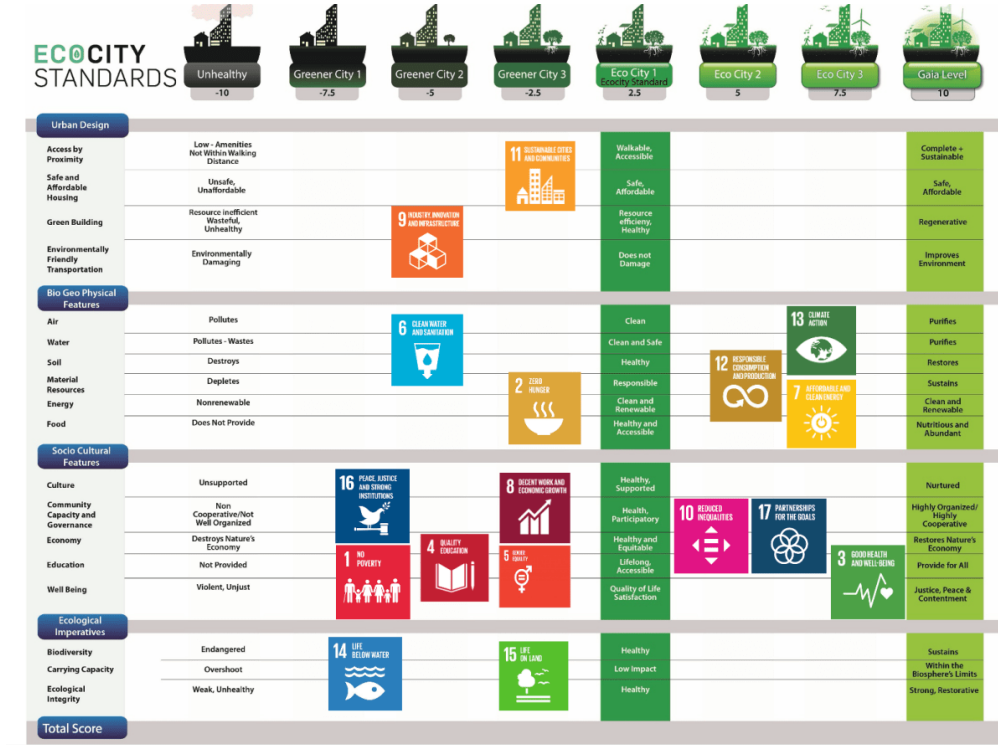 ECOCITY
STANDARDS
Unhealthy
-10
Greener City 1
-7.5
Greener City 2
-5
Greener City 3
-2.5
Eco City 1
Ecocity Standard
2.5
Eco City 2
5
Eco City 3
7.5
Gaia Level
10
Urban Design
Access by
Proximity
Low - Amenities
Not Within Walking
Distance
11 SUSTAINABLE CITIES
AND COMMUNITIES
Walkable,
Accessible
Complete +
Sustainable
Safe and
Affordable
Housing
Unsafe,
Unaffordable
Safe,
Affordable
Safe,
Affordable
Green Building
Resource inefficient
Wasteful,
Unhealthy
9 INDUSTRY, INNOVATION
AND INFRASTRUCTURE
Resource
efficieny,
Healthy
Regenerative
Environmentally
Friendly
Transportation
Environmentally
Damaging
Does not
Damage
Improves
Environment
Bio Geo Physical
Features
Air
Pollutes
6 CLEAN WATER
AND SANITATION
Clean
13 CLIMATE
ACTION
Purifies
Water
Pollutes - Wastes
Clean and Safe
Purifies
Soil
Destroys
Healthy
12 RESPONSIBLE
CONSUMPTION
AND PRODUCTION
Restores
Material
Resources
Depletes
2 ZERO
HUNGER
Responsible
7 AFFORDABLE AND
CLEAN ENERGY
Sustains
Energy
Nonrenewable
Clean and
Renewable
Clean and
Renewable
Food
Does Not Provide
Healthy and
Accessible
Nutritious and
Abundant
Socio Cultural
Features
Culture
Unsupported
16 PEACE, JUSTICE
AND STRONG
INSTITUTIONS
8 DECENT WORK AND
ECONOMIC GROWTH
Healthy,
Supported
Nurtured
Community
Capacity and
Governance
Non
Cooperative/Not
Well Organized
Health,
Participatory
10 REDUCED
INEQUALITIES
17 PARTNERSHIPS
FOR THE GOALS
Highly Organized/
Highly
Cooperative
Economy
Destroys Nature's
Economy
4 QUALITY
EDUCATION
Healthy and
Equitable
Restores Nature's
Economy
Education
Not Provided
1 NO
POVERTY
5 GENDER
EQUALITY
Lifelong,
Accessible
3 GOOD HEALTH
AND WELL-BEING
Provide for All
Well Being
Violent, Unjust
Quality of Life
Satisfaction
Justice, Peace &
Contentment
Ecological
Imperatives
Biodiversity
Endangered
14 LIFE
BELOW WATER
15 LIFE
ON LAND
Healthy
Sustains
Carrying Capacity
Overshoot
Low impact
Within the
Biosphere's Limits
Ecological
Integrity
Weak, Unhealthy
Healthy
Strong, Restorative
Total Score